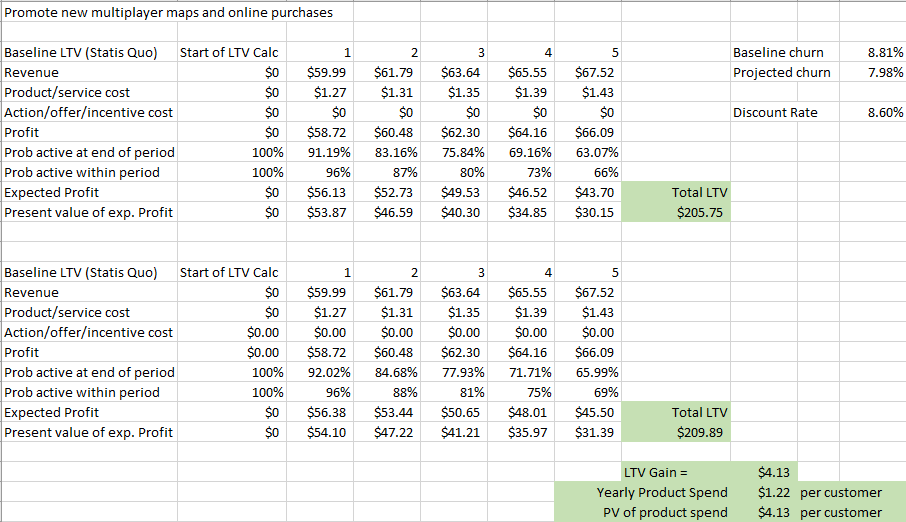 Promote new multiplayer maps and online purchases
Baseline LTV (Statis Quo) Start of LTV Calc 1 2 3 4 5 Baseline churn 8.81%
Revenue $0 $59.99 $61.79 $63.64 $65.55 $67.52 Projected churn 7.98%
Product/service cost $0 $1.27 $1.31 $1.35 $1.39 $1.43
Action/offer/incentive cost $0 $0 $0 $0 $0 $0 Discount Rate 8.60%
Profit $0 $58.72 $60.48 $62.30 $64.16 $66.09
Prob active at end of period 100% 91.19% 83.16% 75.84% 69.16% 63.07%
Prob active within period 100% 96% 87% 80% 73% 66%
Expected Profit $0 $56.13 $52.73 $49.53 $46.52 $43.70 Total LTV
Present value of exp. Profit $0 $53.87 $46.59 $40.30 $34.85 $30.15 $205.75
Baseline LTV (Statis Quo) Start of LTV Calc 1 2 3 4 5
Revenue $0 $59.99 $61.79 $63.64 $65.55 $67.52
Product/service cost $0 $1.27 $1.31 $1.35 $1.39 $1.43
Action/offer/incentive cost $0.00 $0.00 $0.00 $0.00 $0.00 $0.00
Profit $0.00 $58.72 $60.48 $62.30 $64.16 $66.09
Prob active at end of period 100% 92.02% 84.68% 77.93% 71.71% 65.99%
Prob active within period 100% 96% 88% 81% 75% 69%
Expected Profit $0 $56.38 $53.44 $50.65 $48.01 $45.50 Total LTV
Present value of exp. Profit $0 $54.10 $47.22 $41.21 $35.97 $31.39 $209.89
LTV Gain = $4.13
Yearly Product Spend $1.22 per customer
PV of product spend $4.13 per customer